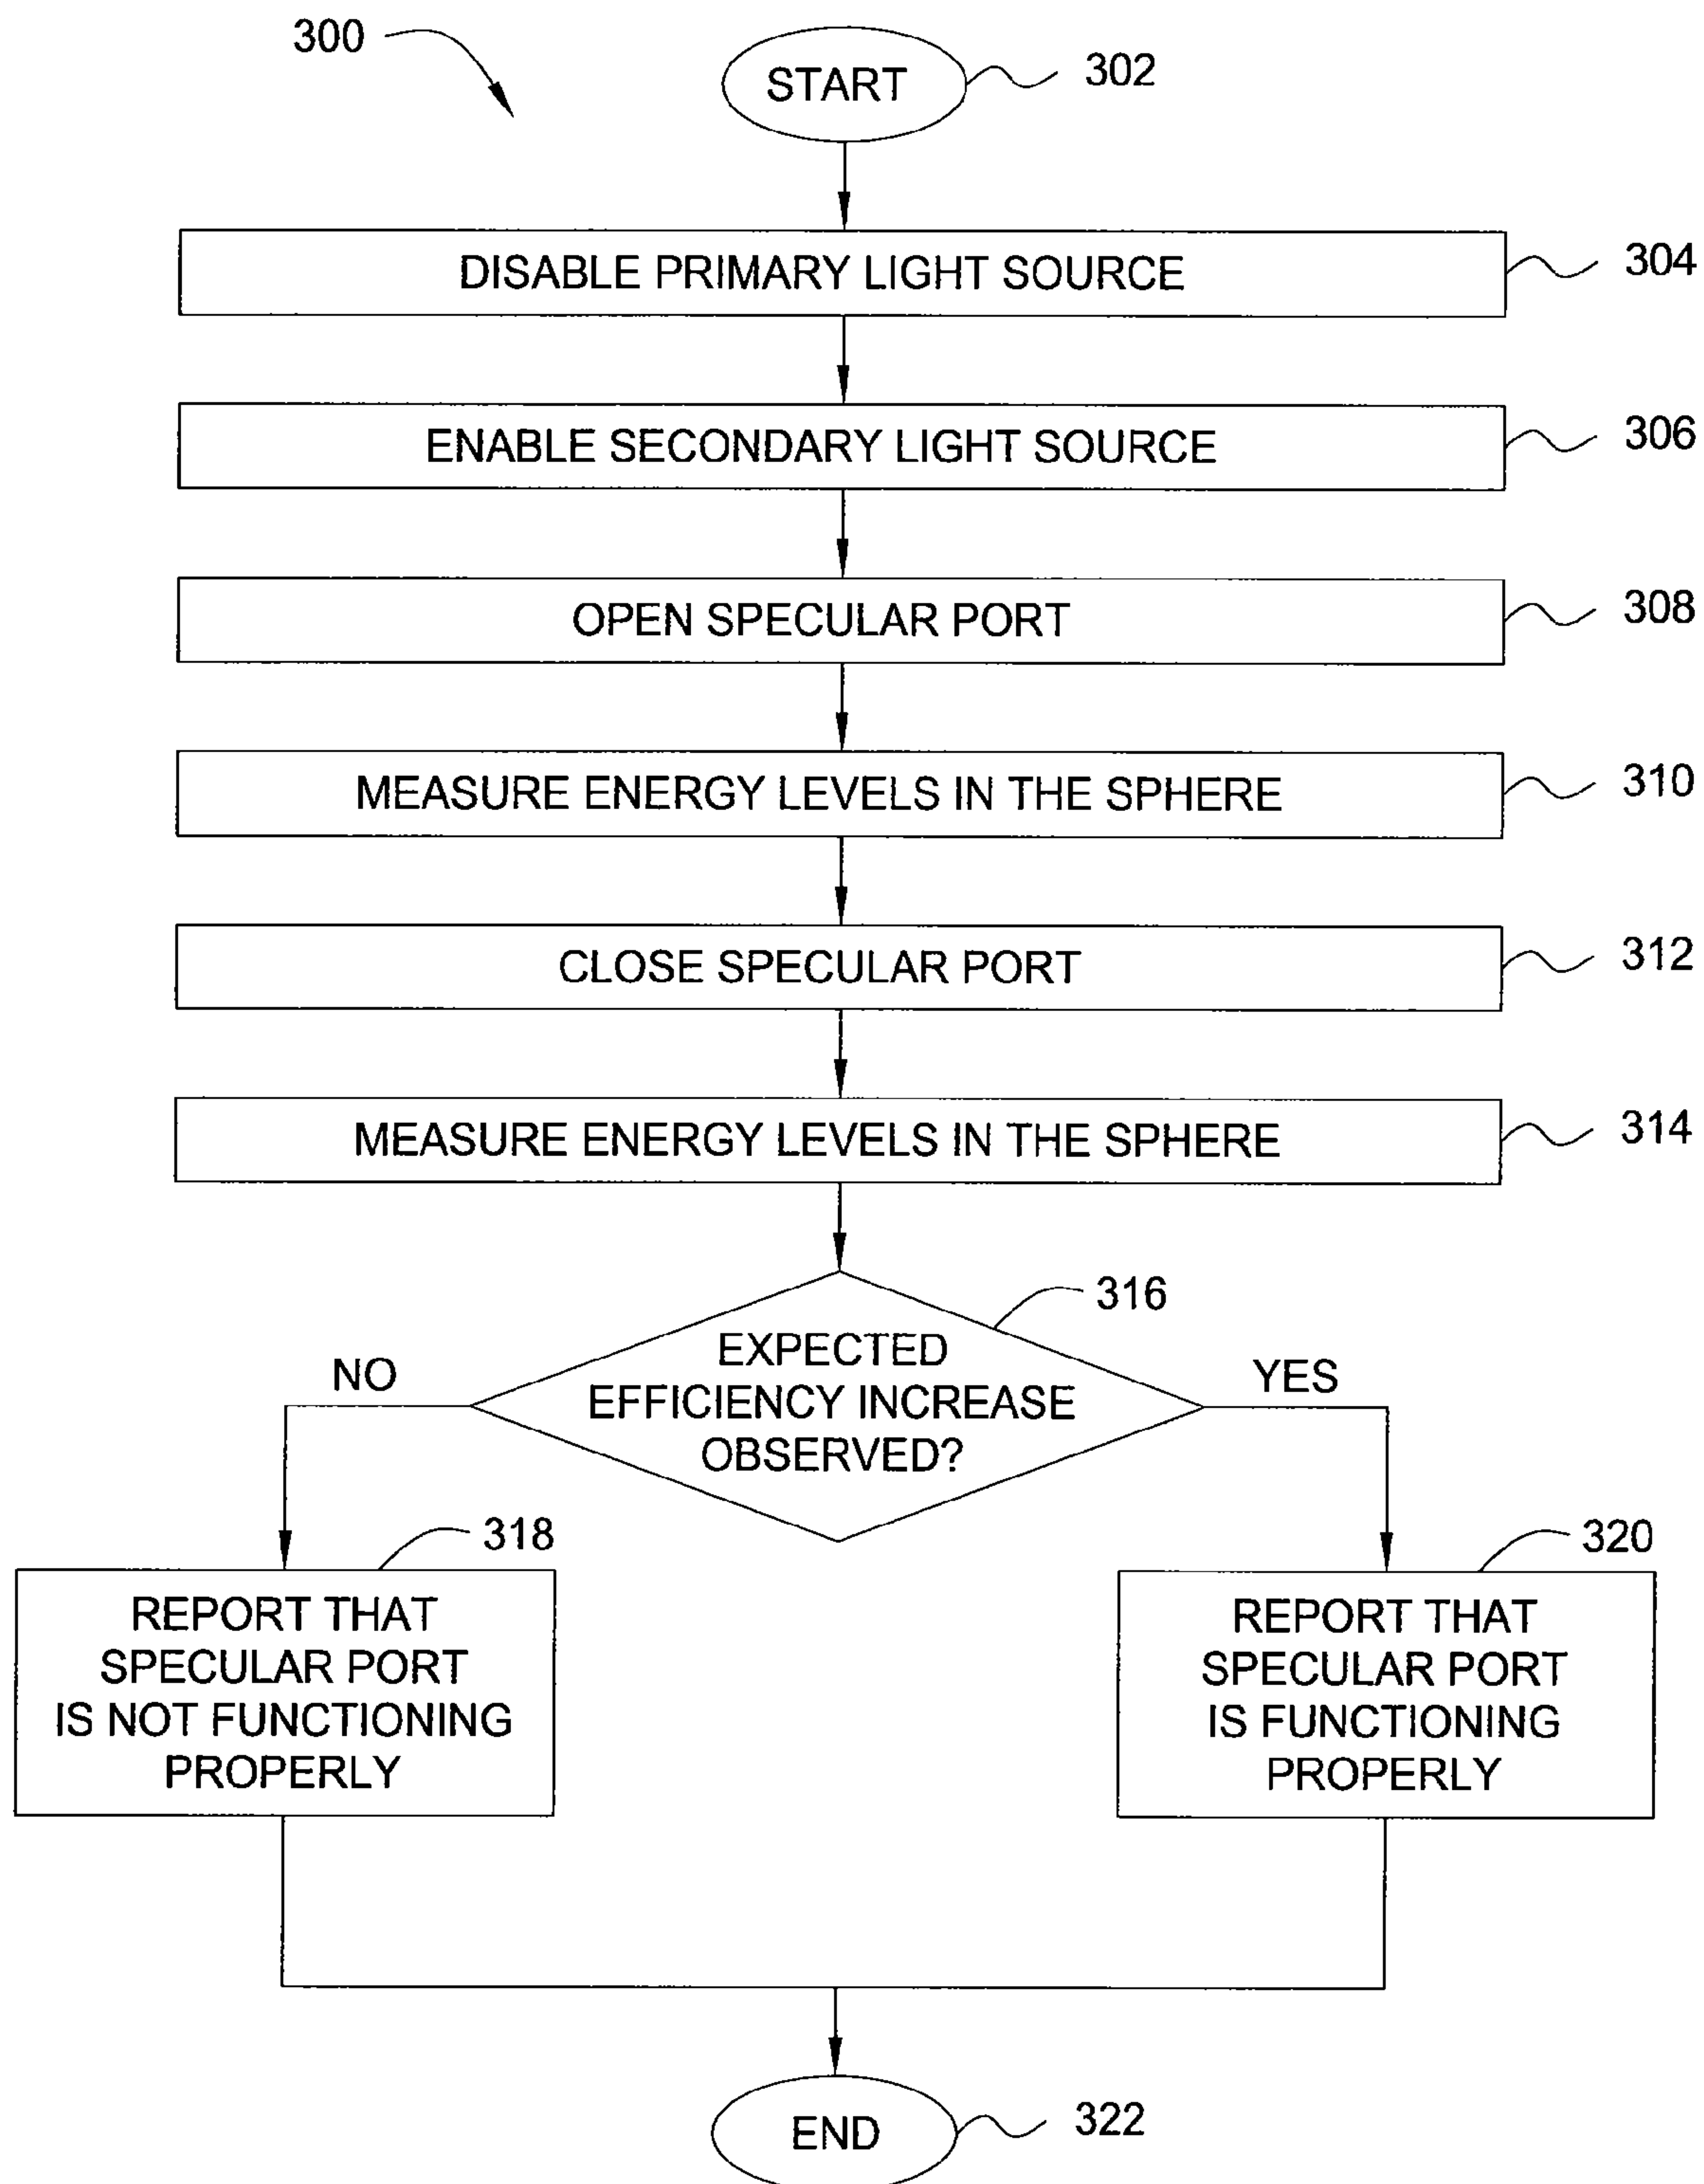 300
START
302
DISABLE PRIMARY LIGHT SOURCE
304
ENABLE SECONDARY LIGHT SOURCE
306
OPEN SPECULAR PORT
308
MEASURE ENERGY LEVELS IN THE SPHERE
310
CLOSE SPECULAR PORT
312
MEASURE ENERGY LEVELS IN THE SPHERE
314
316
EXPECTED
EFFICIENCY INCREASE
OBSERVED?
NO
YES
318
REPORT THAT
SPECULAR PORT
IS NOT FUNCTIONING
PROPERLY
320
REPORT THAT
SPECULAR PORT
IS FUNCTIONING
PROPERLY
END
322